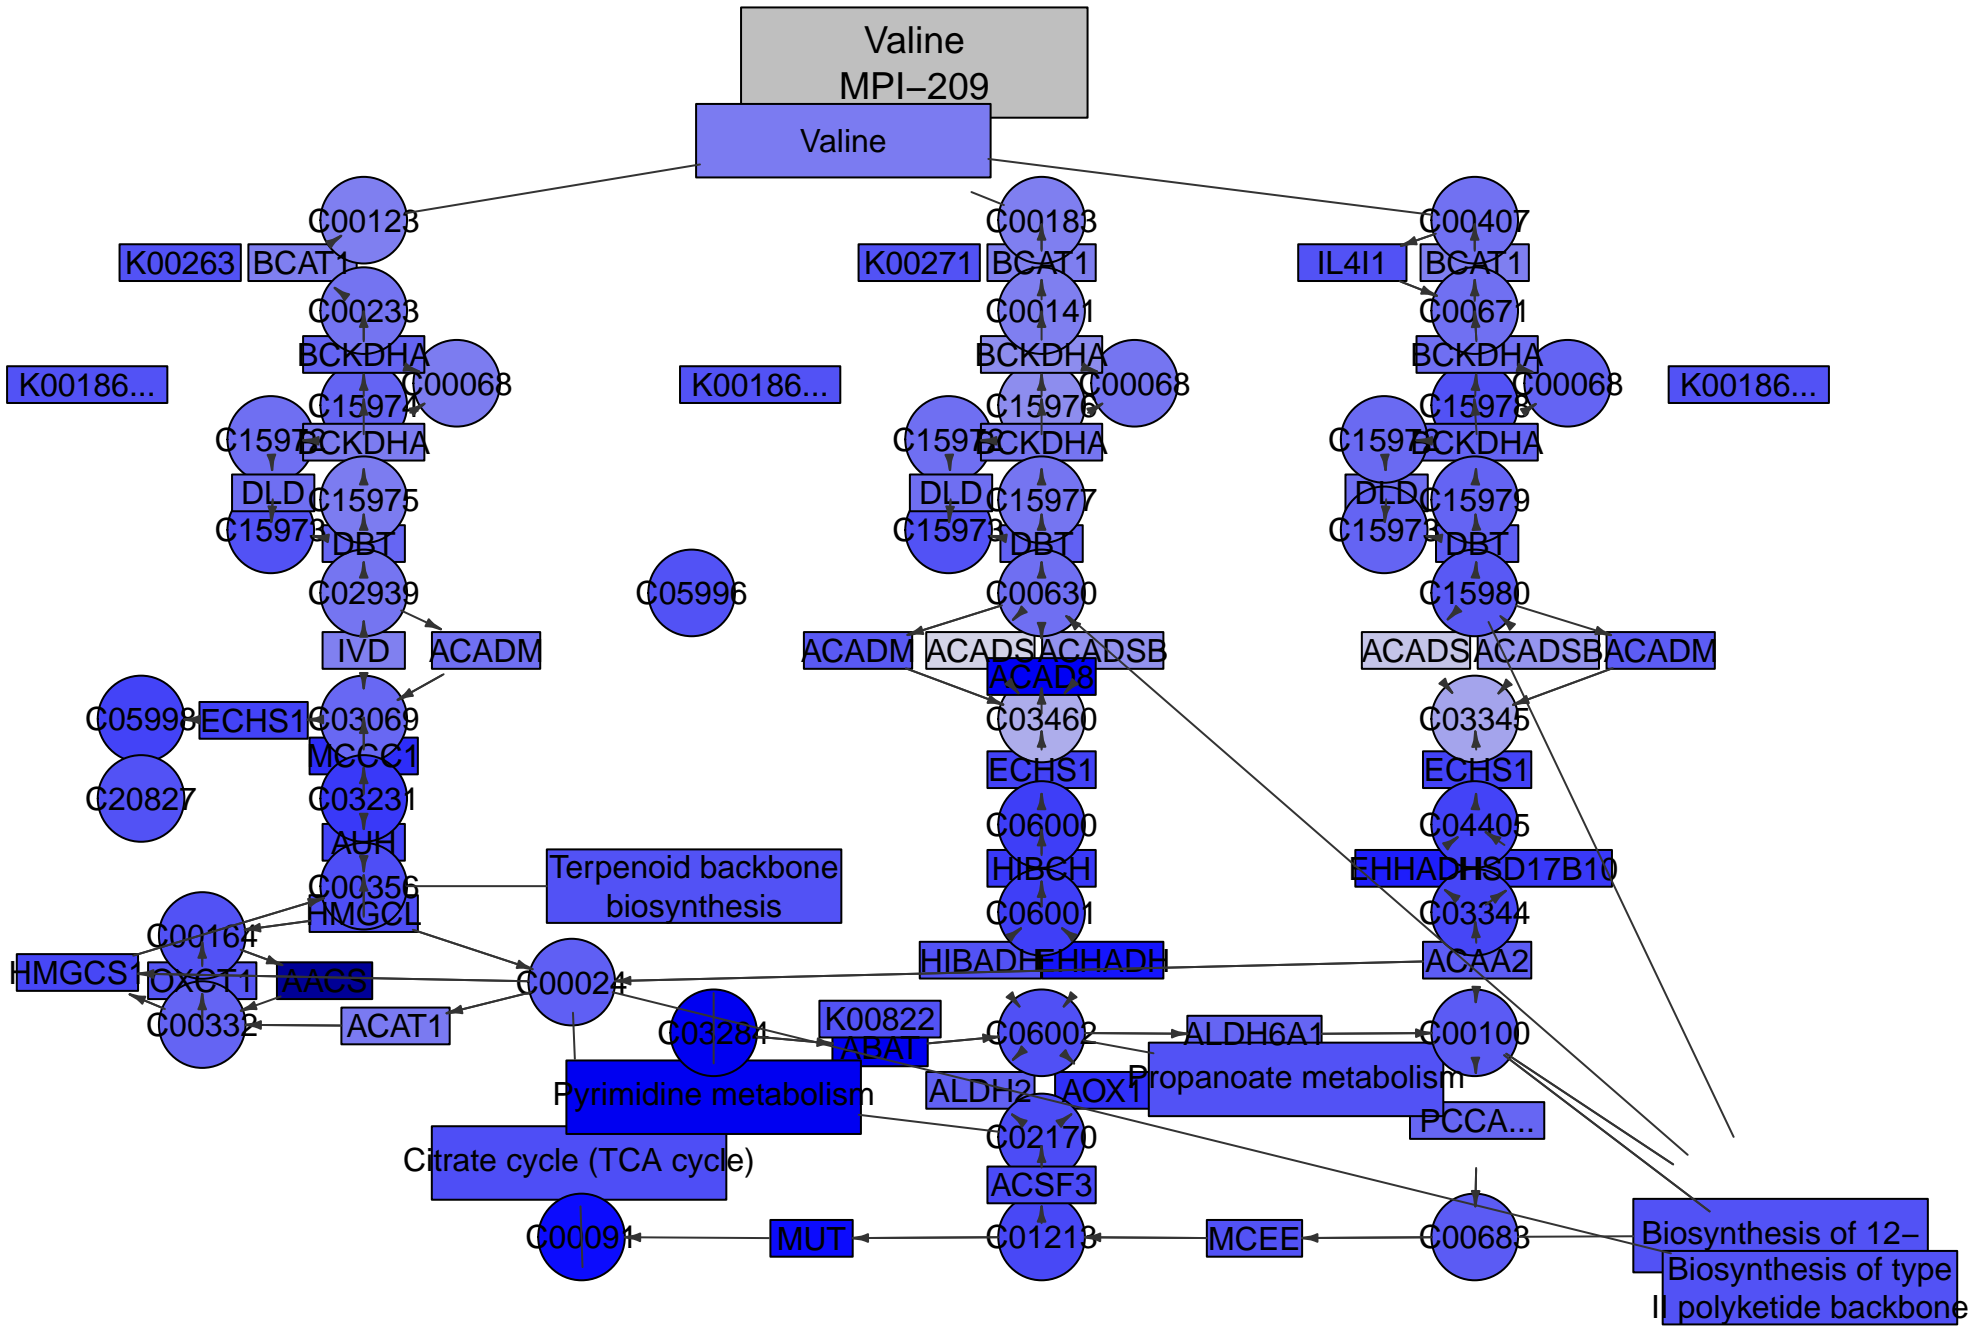 Valine
MPI–209
Valine
C00123
C00183
C00407
K00263
BCAT1
K00271
BCAT1
IL4I1
BCAT1
C00233
C00141
C00671
BCKDHA
BCKDHA
BCKDHA
K00186...
C00068
K00186...
C00068
C00068
K00186...
C15974
C15976
C15978
C15972
BCKDHA
C15972
BCKDHA
C15972
BCKDHA
DLD
C15975
DLD
C15977
DLD
C15979
C15973
DBT
C15973
DBT
C15973
DBT
C02939
C05996
C00630
C15980
IVD
ACADM
ACADM
ACADS
ACADSB
ACADS
ACADSB
ACADM
ACAD8
C05998
ECHS1
C03069
C03460
C03345
MCCC1
ECHS1
ECHS1
C20827
C03231
C06000
C04405
AUH
Terpenoid backbone
biosynthesis
HIBCH
EHHADH
HSD17B10
C00356
HMGCL
C06001
C03344
C00164
HIBADH
EHHADH
ACAA2
HMGCS1
OXCT1
AACS
C00024
C00332
ACAT1
C03284
K00822
ABAT
C06002
ALDH6A1
C00100
Pyrimidine metabolism
ALDH2
AOX1
Propanoate metabolism
PCCA...
C02170
Citrate cycle (TCA cycle)
ACSF3
C00091
MUT
C01213
MCEE
C00683
Biosynthesis of 12–
Biosynthesis of type
II polyketide backbone